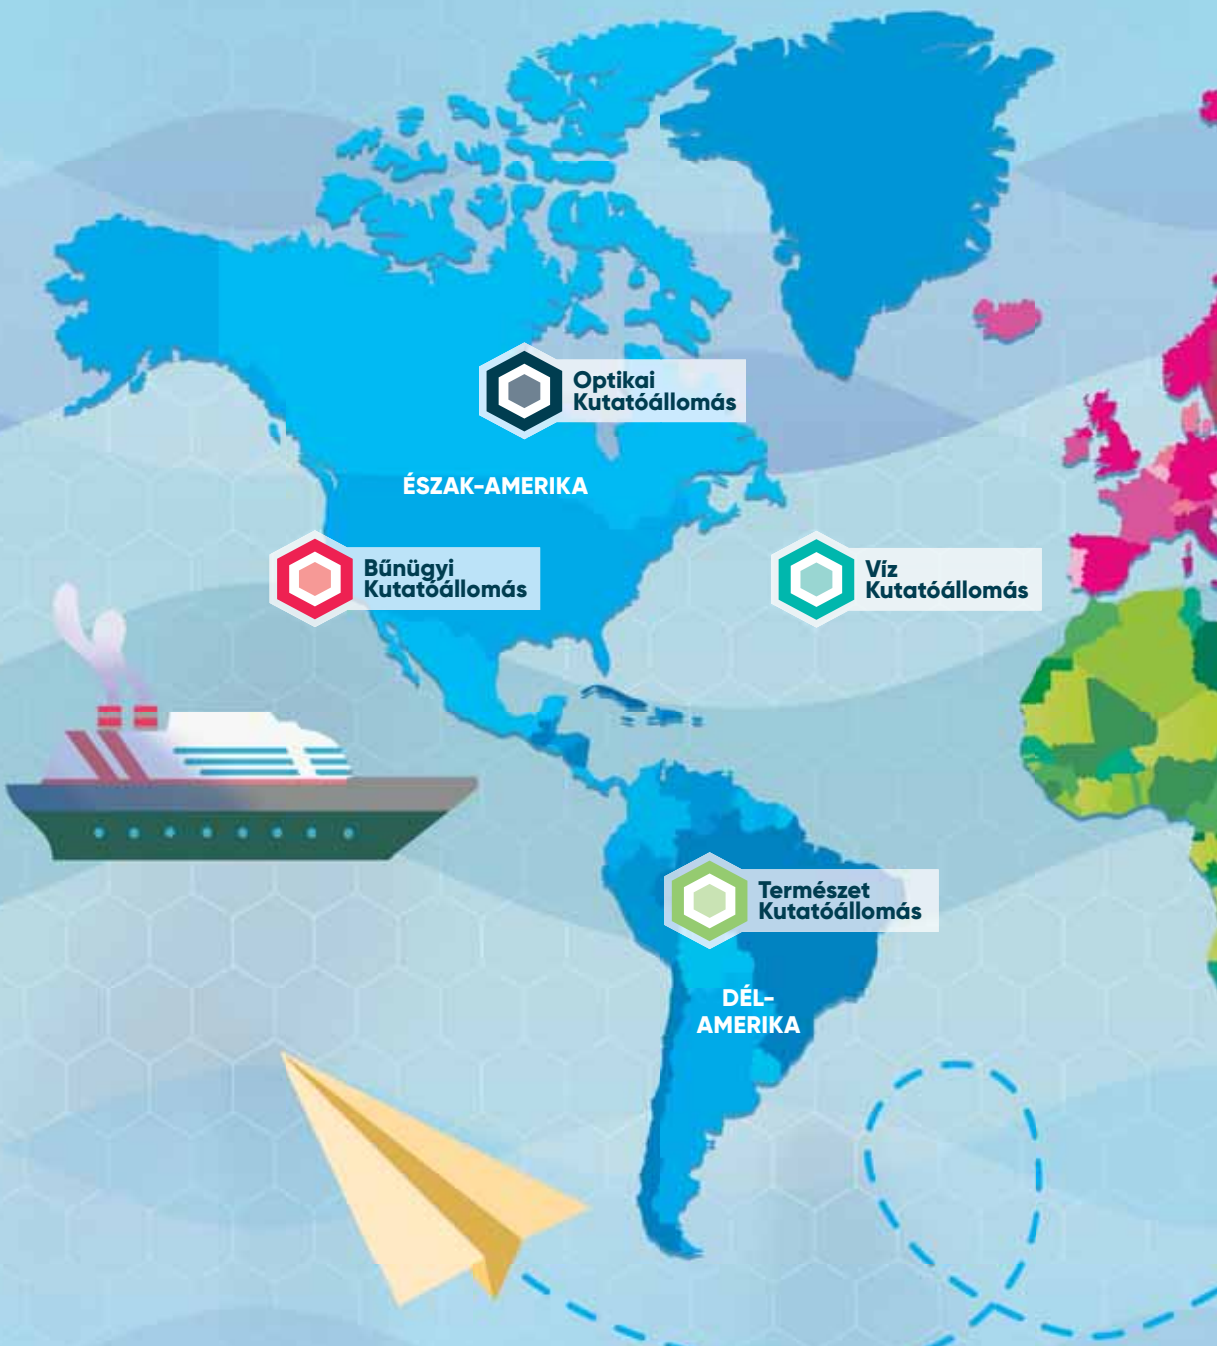 Optikai
Kutatóállomás
ÉSZAK-AMERIKA
Bűnügyi
Kutatóállomás
Víz
Kutatóállomás
Természet
Kutatóállomás
DÉL-
AMERIKA